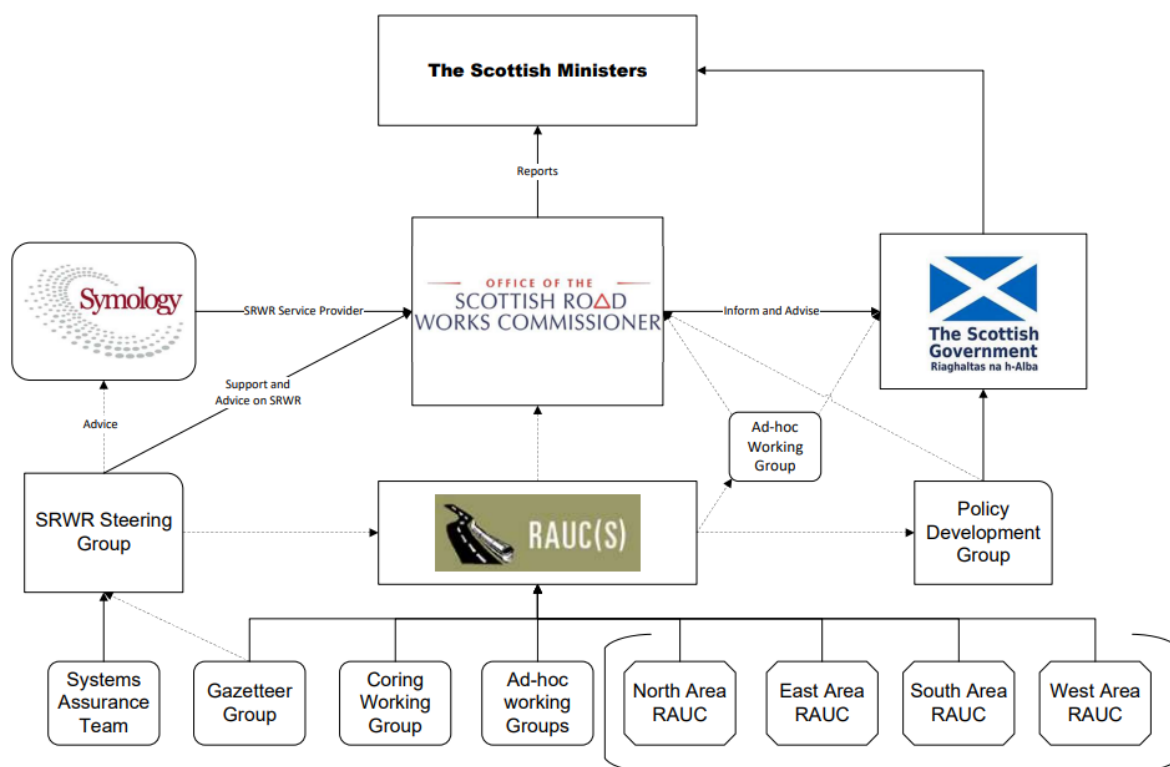 The Scottish Ministers
Reports
Symology
SRWR Service Provider
OFFICE OF THE
SCOTTISH ROAD
WORKS COMMISSIONER
Inform and Advise
The Scottish
Government
Riaghaltas na h-Alba
Support and
Advice on SRWR
Advice
Ad-hoc
Working
Group
SRWR Steering
Group
RAUC(S)
Policy
Development
Group
Systems
Assurance
Team
Gazetteer
Group
Coring
Working
Group
Ad-hoc
working
Groups
North Area
RAUC
East Area
RAUC
South Area
RAUC
West Area
RAUC